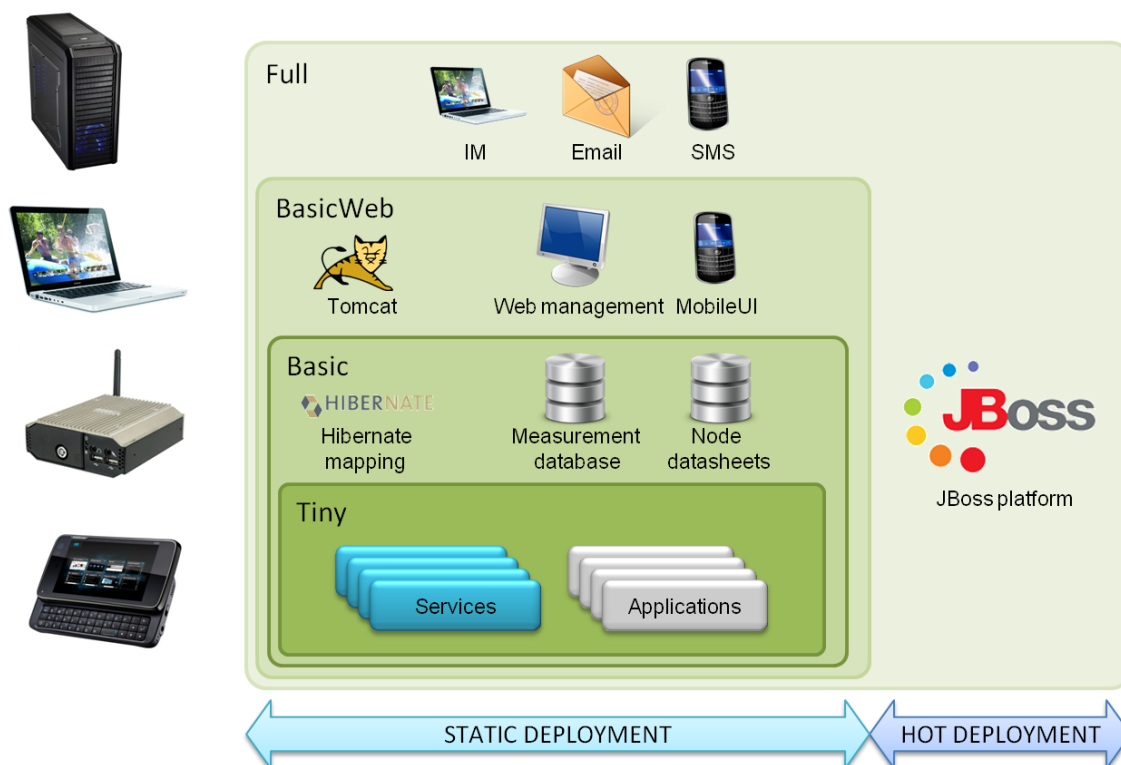 Full
IM
Email
SMS
BasicWeb
Tomcat
Web management
MobileUI
Basic
HIBERNATE
Hibernate
mapping
Measurement
database
Node
datasheets
JBoss
JBoss platform
Tiny
Services
Applications
STATIC DEPLOYMENT
HOT DEPLOYMENT